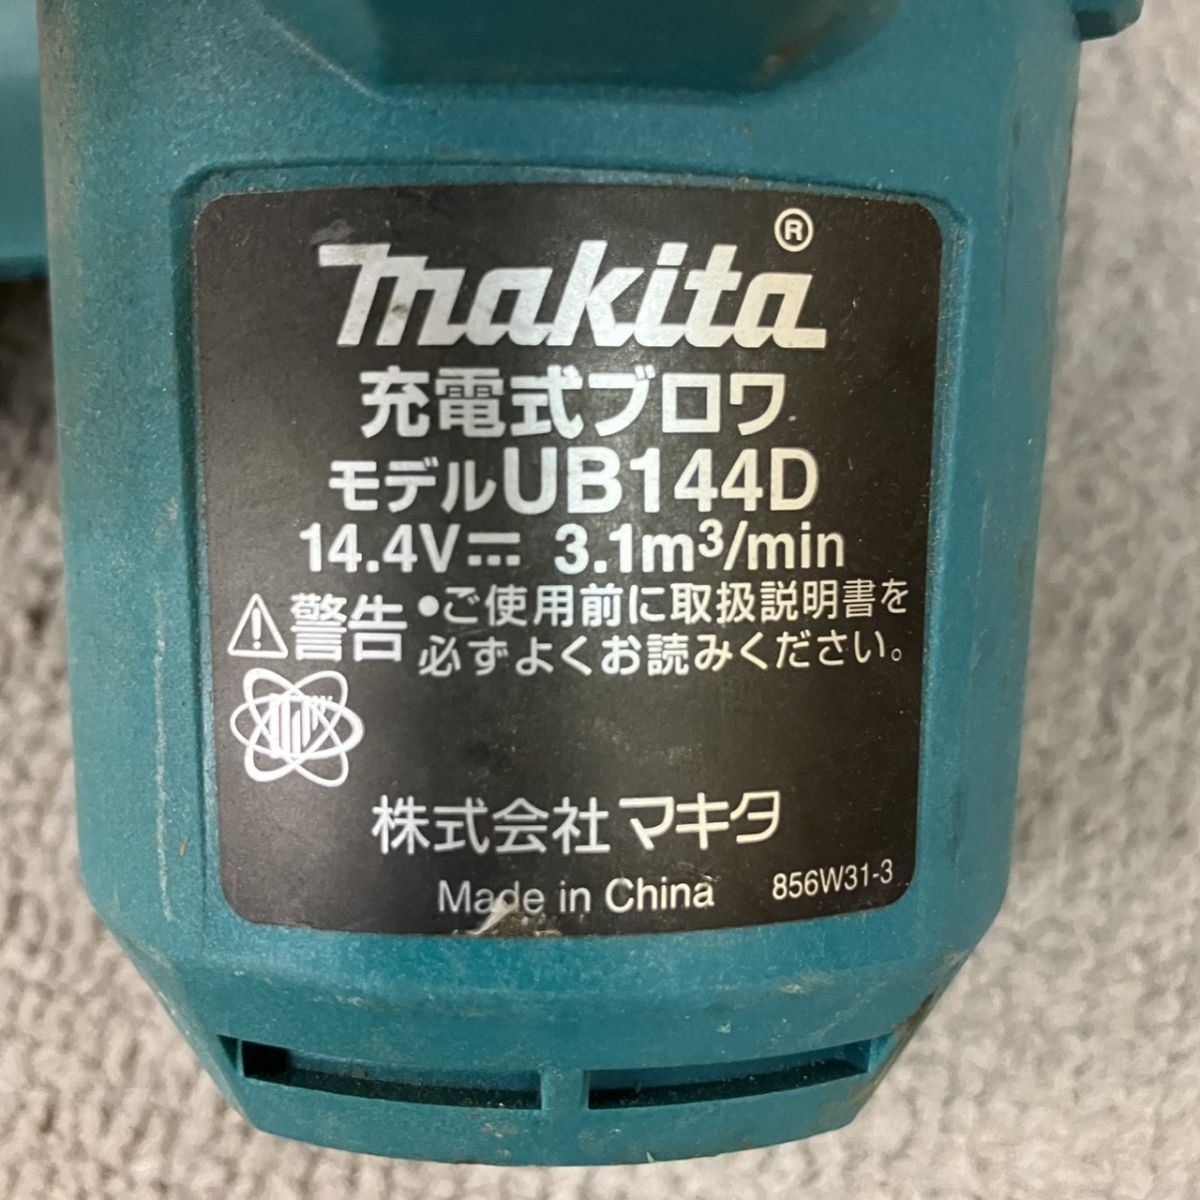 makita®
充電式ブロワ
モデルUB144D
14.4V⎓ 3.1m³/min
⚠警告 •ご使用前に取扱説明書を
必ずよくお読みください。
株式会社マキタ
Made in China 856W31-3